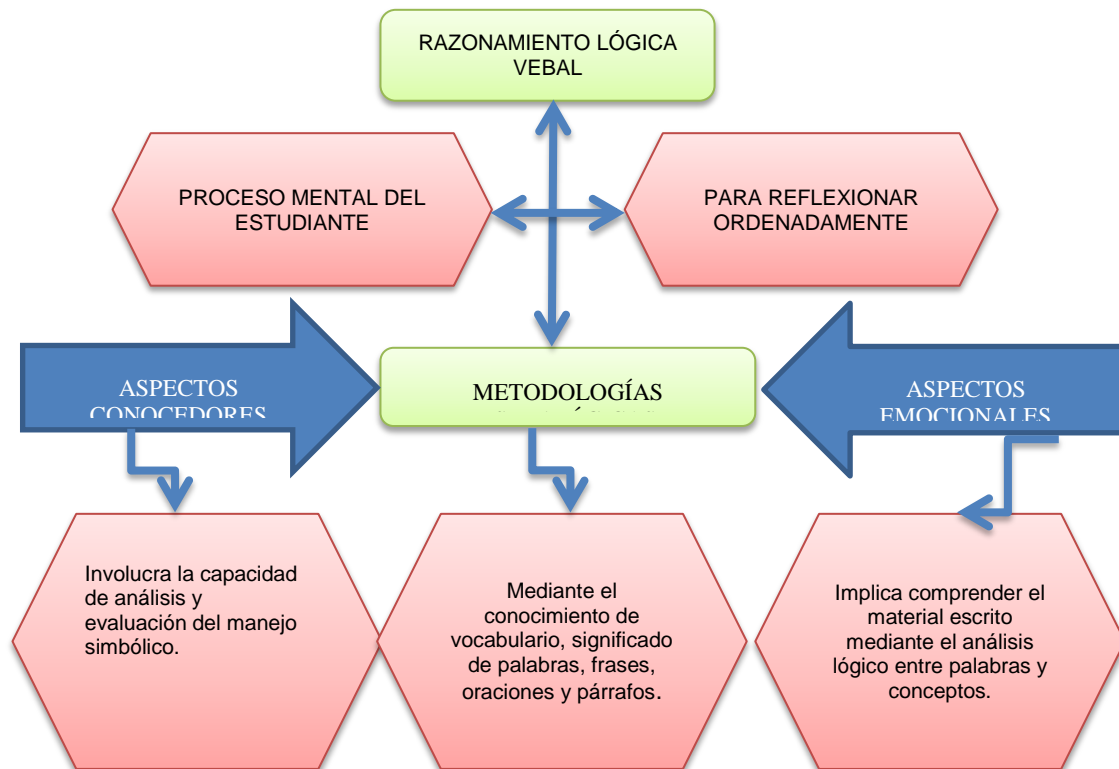 RAZONAMIENTO LÓGICA
VEBAL
PROCESO MENTAL DEL
ESTUDIANTE
PARA REFLEXIONAR
ORDENADAMENTE
ASPECTOS
CONOCEDORES
METODOLOGÍAS
ASPECTOS
EMOCIONALES
Involucra la capacidad
de análisis y
evaluación del manejo
simbólico.
Mediante el
conocimiento de
vocabulario, significado
de palabras, frases,
oraciones y párrafos.
Implica comprender el
material escrito
mediante el análisis
lógico entre palabras y
conceptos.